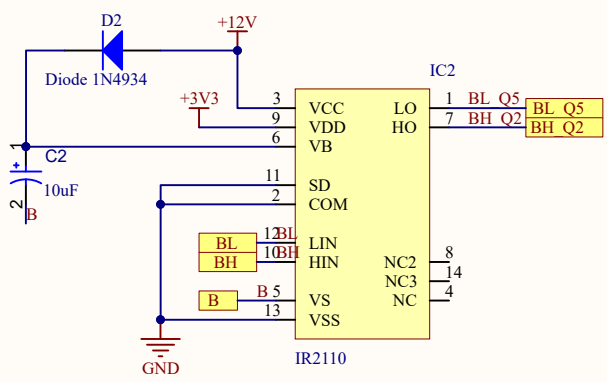 D2
+12V
Diode 1N4934
IC2
+3V3
3 VCC LO 1 BL_Q5 BL_Q5
9 VDD HO 7 BH_Q2 BH_Q2
6 VB
1
C2
+
10uF
2
B
11 SD
2 COM
BL 12 BL LIN
BH 10 BH HIN
NC2 8
NC3 14
B B 5 VS NC 4
13 VSS
IR2110
GND